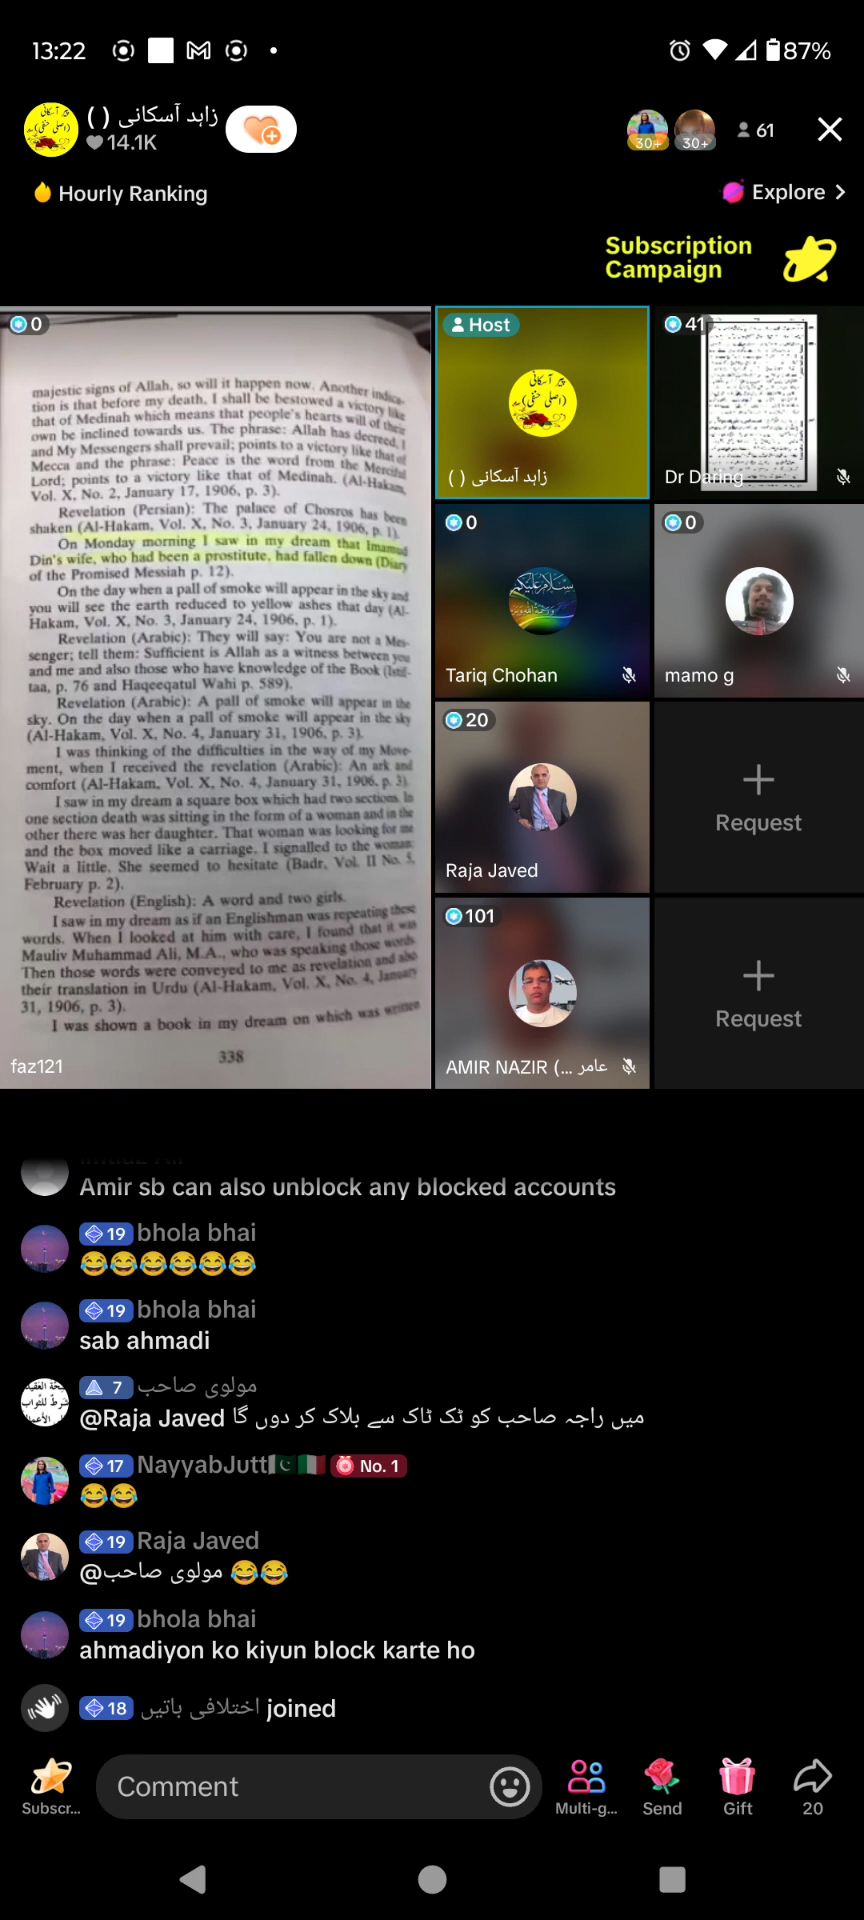 13:22
87%
زاہد آسکانی ( )
14.1K
30+
30+
61
Hourly Ranking
Explore
Subscription
Campaign
0
majestic signs of Allah, so will it happen now. Another indica-
tion is that before my death, I shall be bestowed a victory like
that of Medinah which means that people's hearts will of their
own be inclined towards us. The phrase: Allah has decreed, I
and My Messengers shall prevail; points to a victory like that of
Mecca and the phrase: Peace is the word from the Merciful
Lord; points to a victory like that of Medinah. (Al-Hakam,
Vol. X, No. 2, January 17, 1906, p. 3).
Revelation (Persian): The palace of Chosros has been
shaken (Al-Hakam, Vol. X, No. 3, January 24, 1906, p. 1).
On Monday morning I saw in my dream that Imamud
Din's wife, who had been a prostitute, had fallen down (Diary
of the Promised Messiah p. 12).
On the day when a pall of smoke will appear in the sky and
you will see the earth reduced to yellow ashes that day (Al-
Hakam, Vol. X, No. 3, January 24, 1906, p. 1).
Revelation (Arabic): They will say: You are not a Mes-
senger; tell them: Sufficient is Allah as a witness between you
and me and also those who have knowledge of the Book (Istif-
taa, p. 76 and Haqeeqatul Wahi p. 589).
Revelation (Arabic): A pall of smoke will appear in the
sky. On the day when a pall of smoke will appear in the sky
(Al-Hakam, Vol. X, No. 4, January 31, 1906, p. 3).
I was thinking of the difficulties in the way of my Move-
ment, when I received the revelation (Arabic): An ark and
comfort (Al-Hakam, Vol. X, No. 4, January 31, 1906, p. 3).
I saw in my dream a square box which had two sections. In
one section death was sitting in the form of a woman and in the
other there was her daughter. That woman was looking for me
and the box moved like a carriage. I signalled to the woman:
Wait a little. She seemed to hesitate (Badr, Vol. II No. 5,
February p. 2).
Revelation (English): A word and two girls.
I saw in my dream as if an Englishman was repeating these
words. When I looked at him with care, I found that it was
Mauliv Muhammad Ali, M.A., who was speaking those words.
Then those words were conveyed to me as revelation and also
their translation in Urdu (Al-Hakam, Vol. X, No. 4, January
31, 1906, p. 3).
I was shown a book in my dream on which was written
338
faz121
Host
پیر آسکانی
(اصلی حنفی)
زاہد آسکانی ( )
41
Dr Daring
0
Tariq Chohan
0
mamo g
20
Raja Javed
Request
101
AMIR NAZIR (... عامر
Request
Amir sb can also unblock any blocked accounts
19 bhola bhai
😂😂😂😂😂😂
19 bhola bhai
sab ahmadi
7 مولوی صاحب
@Raja Javed میں راجہ صاحب کو ٹک ٹاک سے بلاک کر دوں گا
17 NayyabJutt🇵🇰🇮🇹 No. 1
😂😂
19 Raja Javed
@مولوی صاحب 😂😂
19 bhola bhai
ahmadiyon ko kiyun block karte ho
18 اختلافی باتیں joined
Subscr...
Comment
Multi-g...
Send
Gift
20